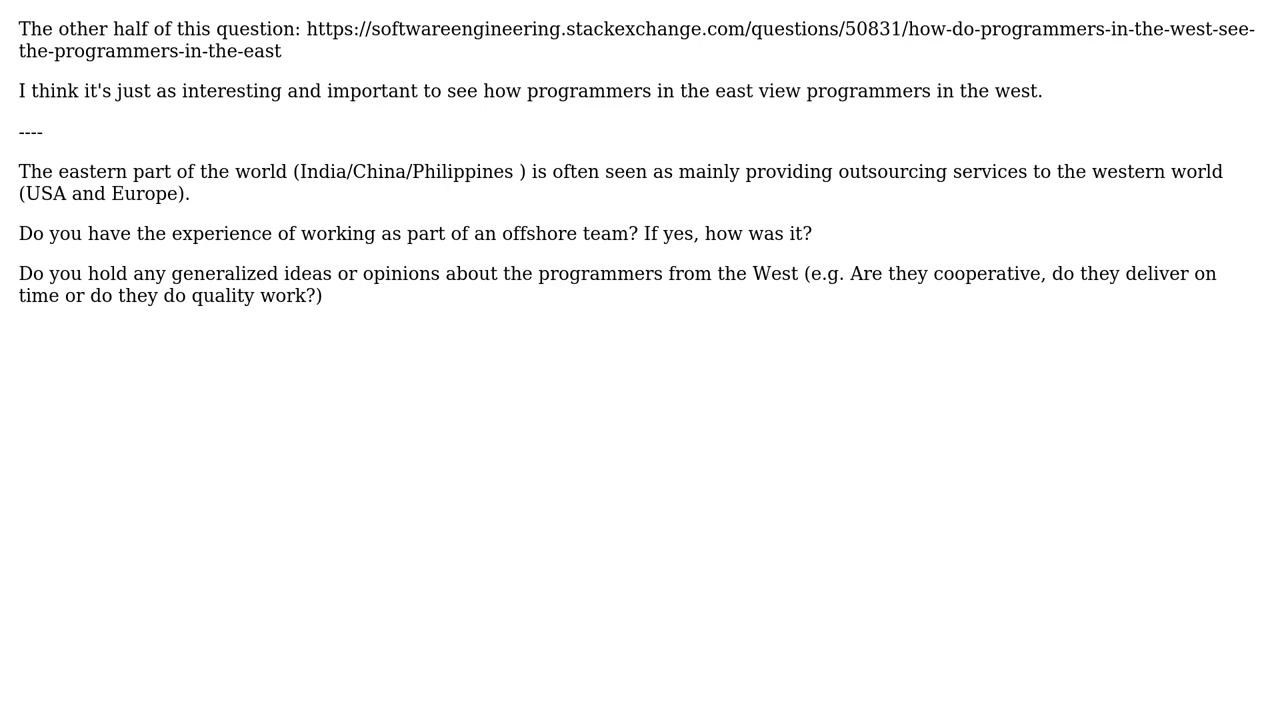 The other half of this question: https://softwareengineering.stackexchange.com/questions/50831/how-do-programmers-in-the-west-see-
the-programmers-in-the-east
I think it's just as interesting and important to see how programmers in the east view programmers in the west.
----
The eastern part of the world (India/China/Philippines ) is often seen as mainly providing outsourcing services to the western world
(USA and Europe).
Do you have the experience of working as part of an offshore team? If yes, how was it?
Do you hold any generalized ideas or opinions about the programmers from the West (e.g. Are they cooperative, do they deliver on
time or do they do quality work?)